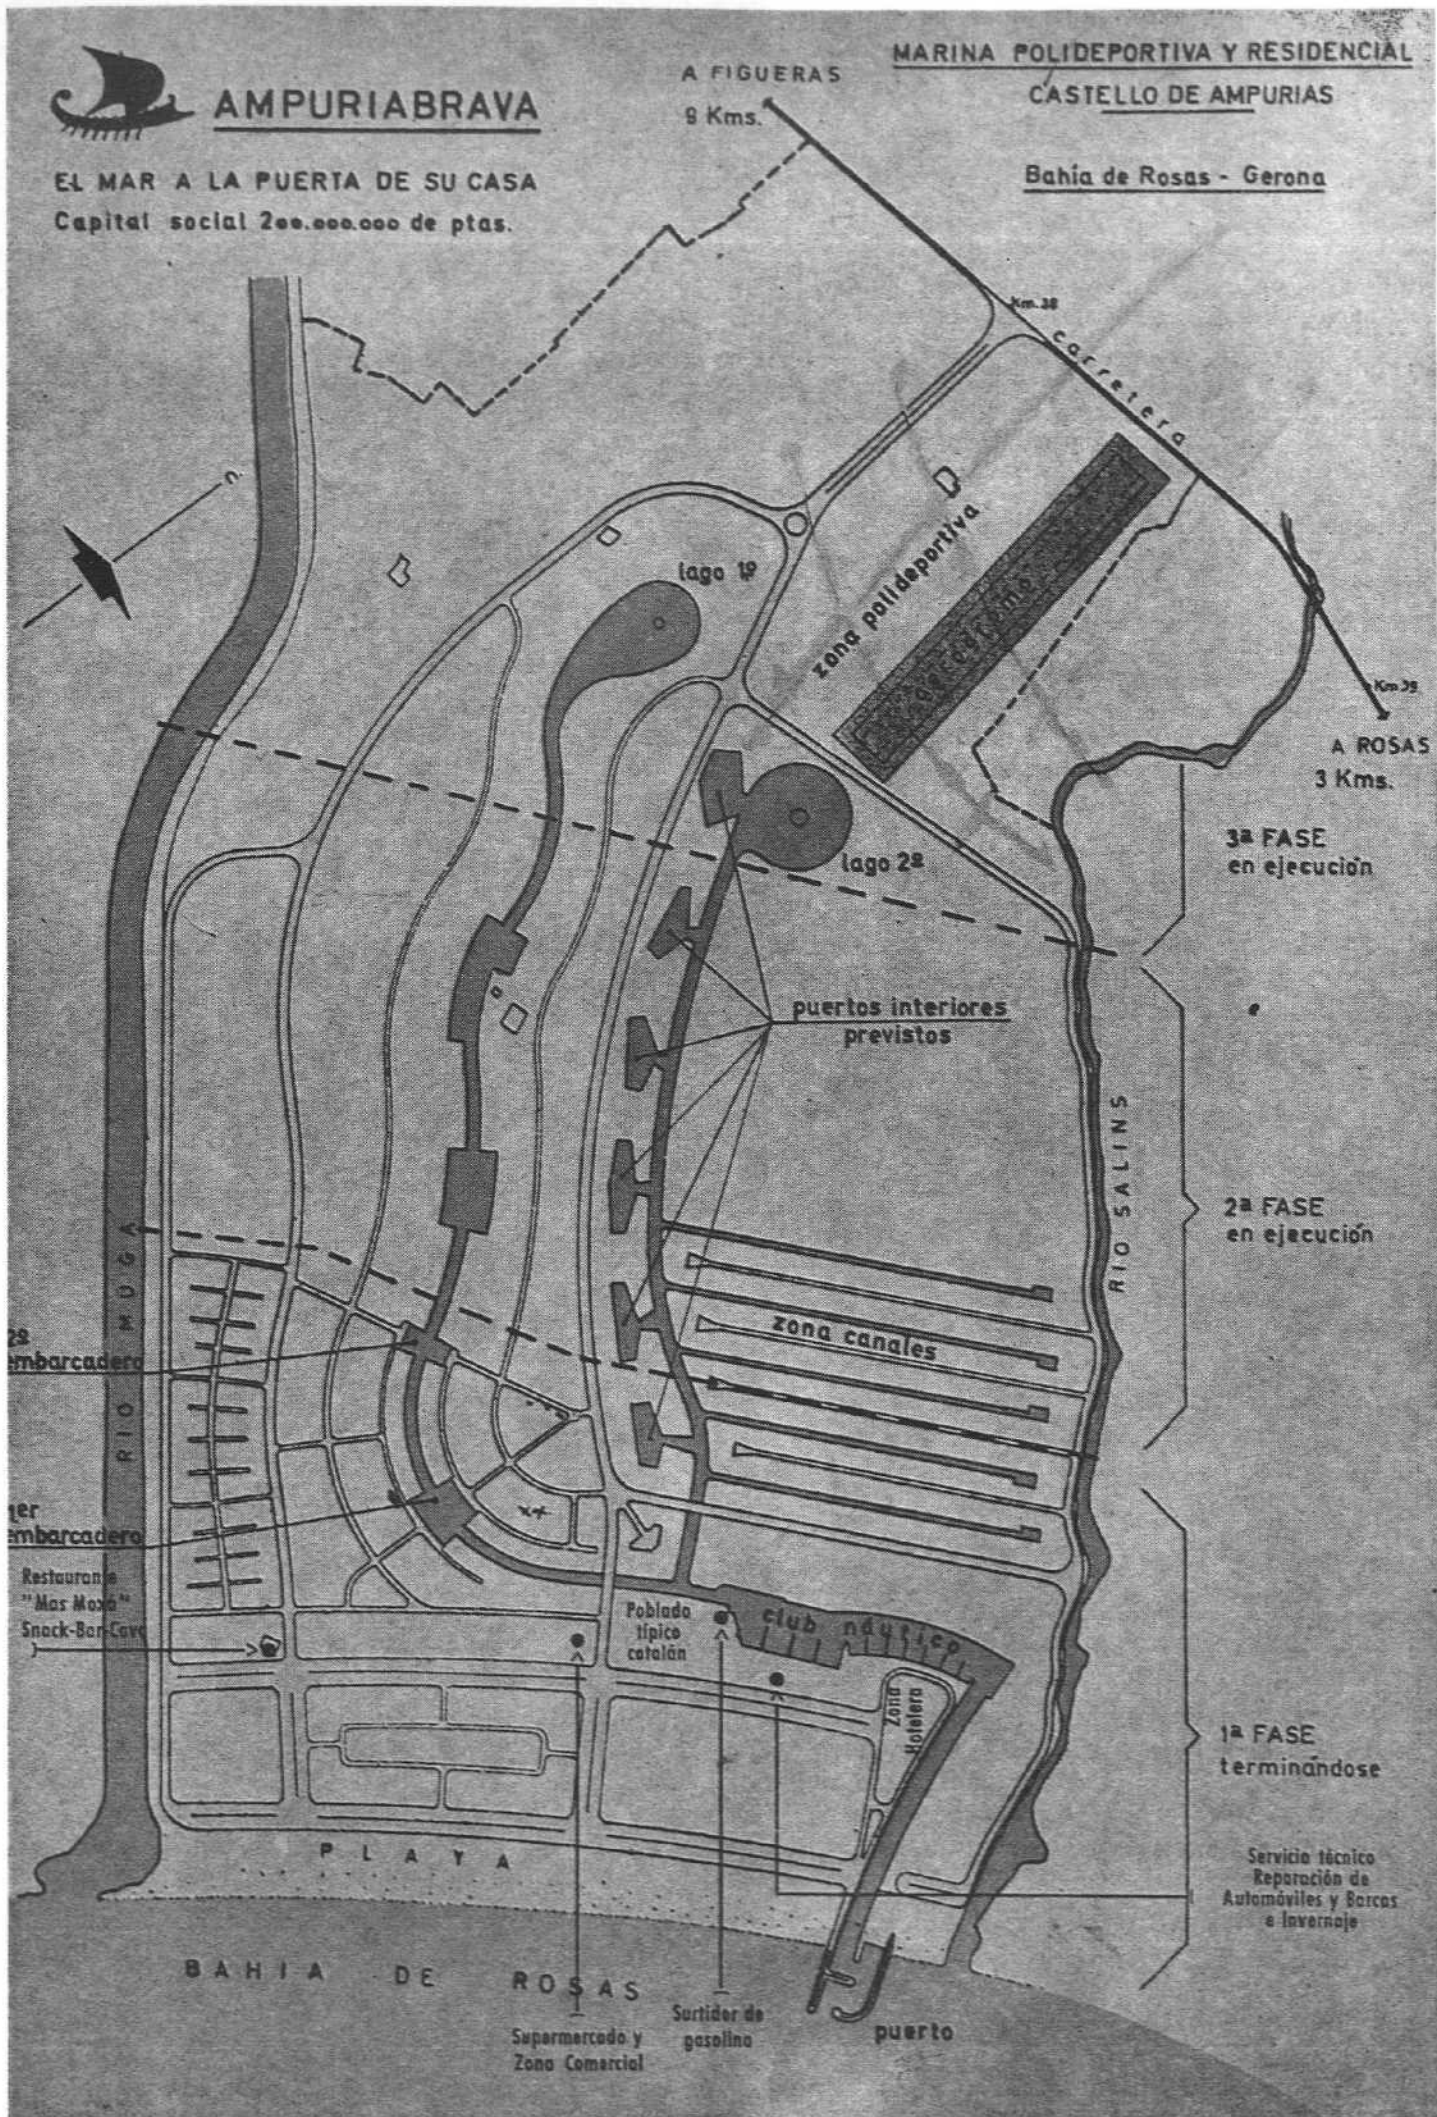 AMPURIABRAVA
EL MAR A LA PUERTA DE SU CASA
Capital social 200.000.000 de ptas.
A FIGUERAS
9 Kms.
MARINA POLIDEPORTIVA Y RESIDENCIAL
CASTELLO DE AMPURIAS
Bahía de Rosas - Gerona
Km. 38
carretera
n.
lago 1º
zona polideportiva
aerostomo
Km 39
A ROSAS
3 Kms.
lago 2º
3ª FASE
en ejecución
puertos interiores
previstos
RIO SALINS
2ª FASE
en ejecución
RIO MUGA
zona canales
2º
embarcadero
1er
embarcadero
Restaurante
"Mas Moxó"
Snack-Bar-Cava
Poblado
típico
catalán
club náutico
Zona
Hotelera
1ª FASE
terminándose
Servicio técnico
Reparación de
Automóviles y Barcas
e Invernaje
PLAYA
BAHIA DE ROSAS
Supermercado y
Zona Comercial
Surtidor de
gasolina
puerto